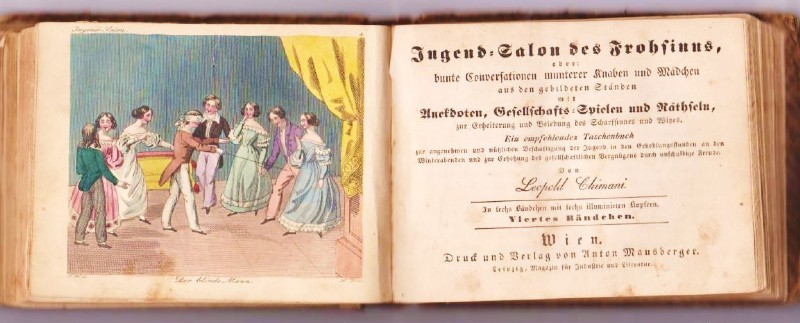 Jugend-Salon.
Der blinde Mann.
Jugend-Salon des Frohsinns,
oder:
bunte Conversationen munterer Knaben und Mädchen
aus den gebildeten Ständen
mit
Anekdoten, Gesellschafts-Spielen und Räthseln,
zur Erheiterung und Belebung des Scharfsinnes und Witzes.
Ein empfehlendes Taschenbuch
zur angenehmen und nützlichen Beschäftigung der Jugend in den Erhohlungsstunden an den
Winterabenden und zur Erhöhung des gesellschaftlichen Vergnügens durch unschuldige Freude.
Von
Leopold Chimani.
In sechs Bändchen mit sechs illuminirten Kupfern.
Viertes Bändchen.
Wien.
Druck und Verlag von Anton Mausberger.
Leipzig, Magazin für Industrie und Literatur.